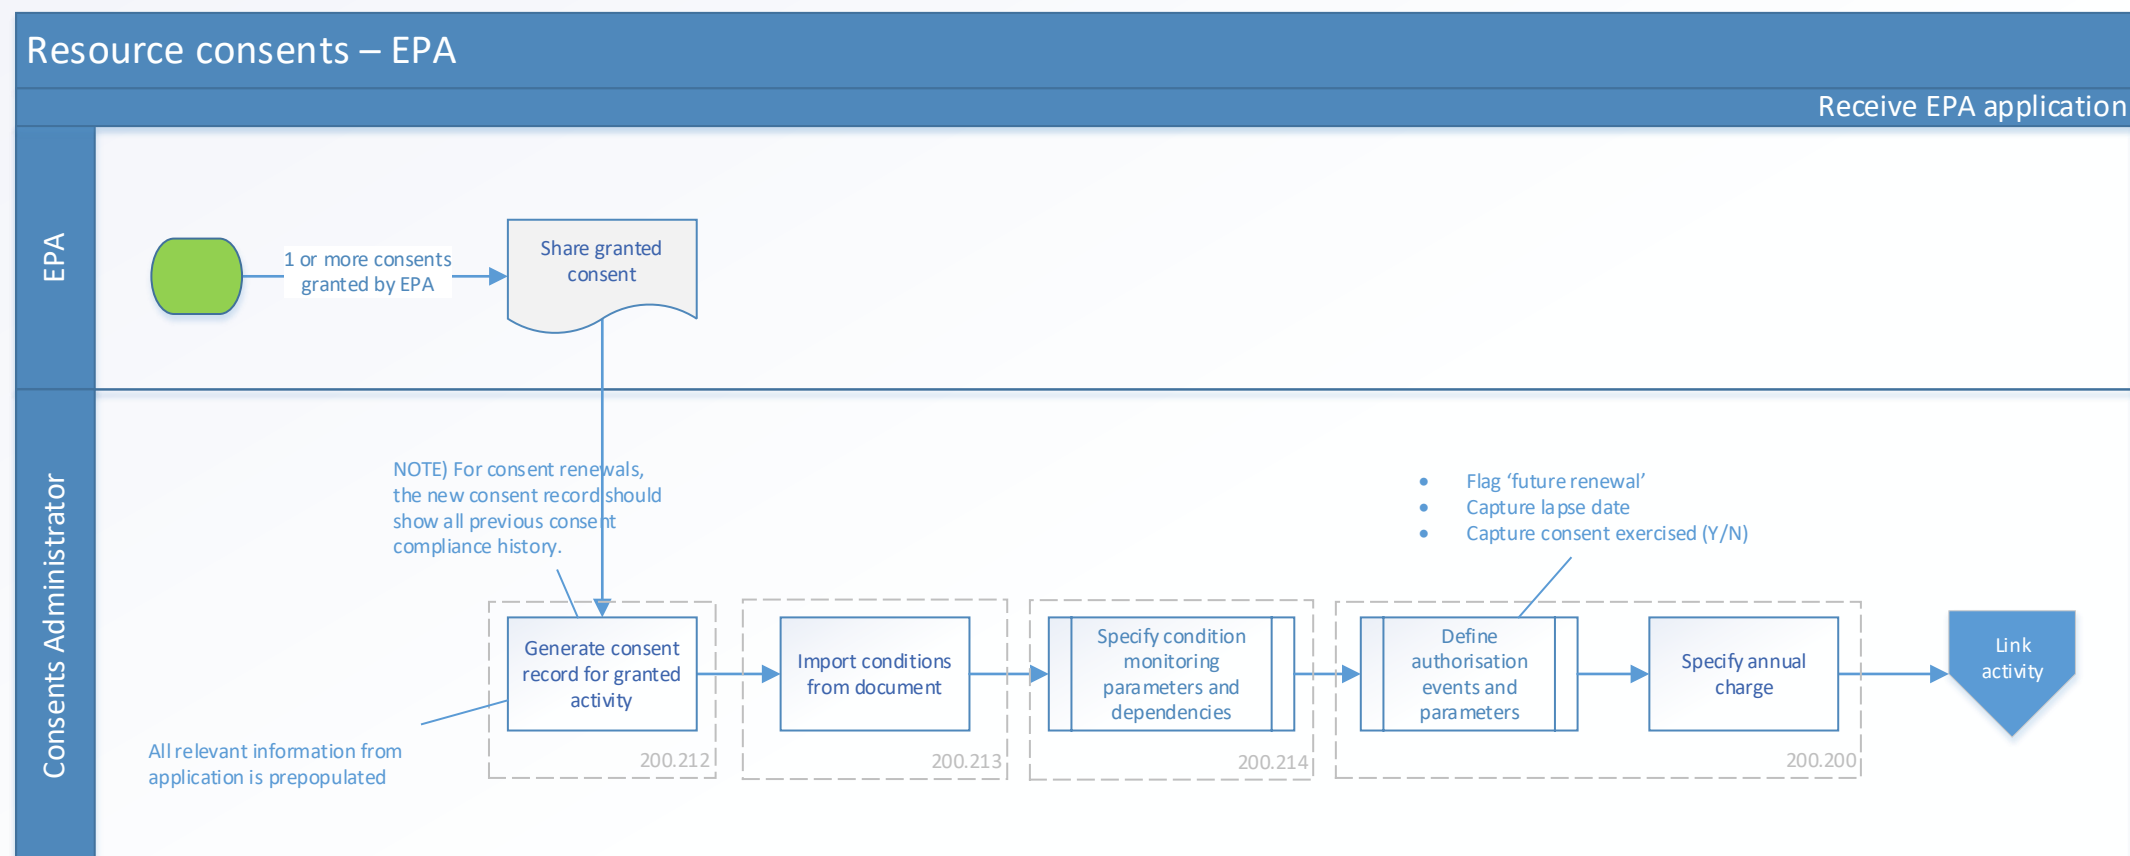 Resource consents – EPA
Receive EPA application
EPA
1 or more consents
granted by EPA
Share granted
consent
Consents Administrator
NOTE) For consent renewals,
the new consent record should
show all previous consent
compliance history.
• Flag ‘future renewal’
• Capture lapse date
• Capture consent exercised (Y/N)
Generate consent
record for granted
activity
200.212
All relevant information from
application is prepopulated
Import conditions
from document
200.213
Specify condition
monitoring
parameters and
dependencies
200.214
Define
authorisation
events and
parameters
Specify annual
charge
200.200
Link
activity